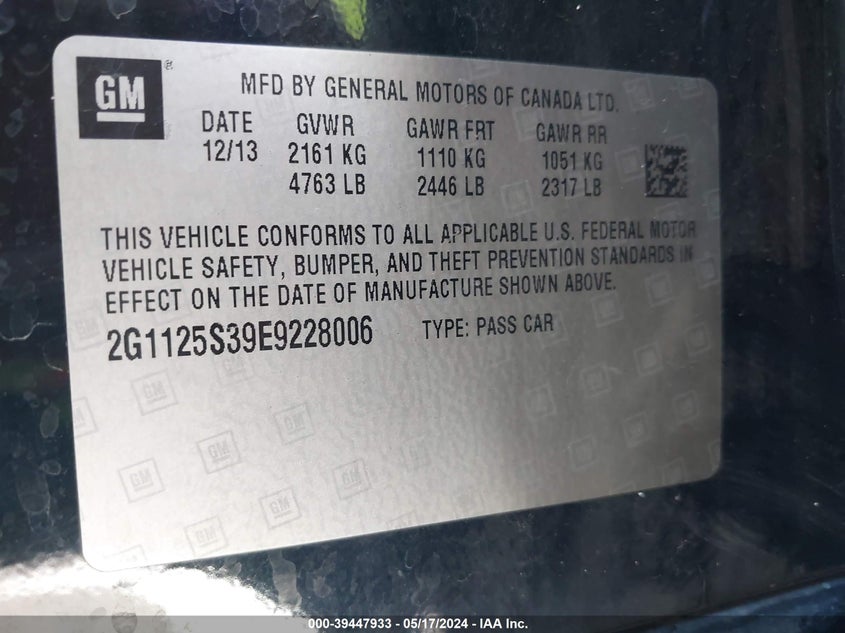 GM
MFD BY GENERAL MOTORS OF CANADA LTD.
DATE GVWR GAWR FRT GAWR RR
12/13 2161 KG 1110 KG 1051 KG
4763 LB 2446 LB 2317 LB
THIS VEHICLE CONFORMS TO ALL APPLICABLE U.S. FEDERAL MOTOR
VEHICLE SAFETY, BUMPER, AND THEFT PREVENTION STANDARDS IN
EFFECT ON THE DATE OF MANUFACTURE SHOWN ABOVE.
2G1125S39E9228006 TYPE: PASS CAR
000-39447933 - 05/17/2024 - IAA Inc.